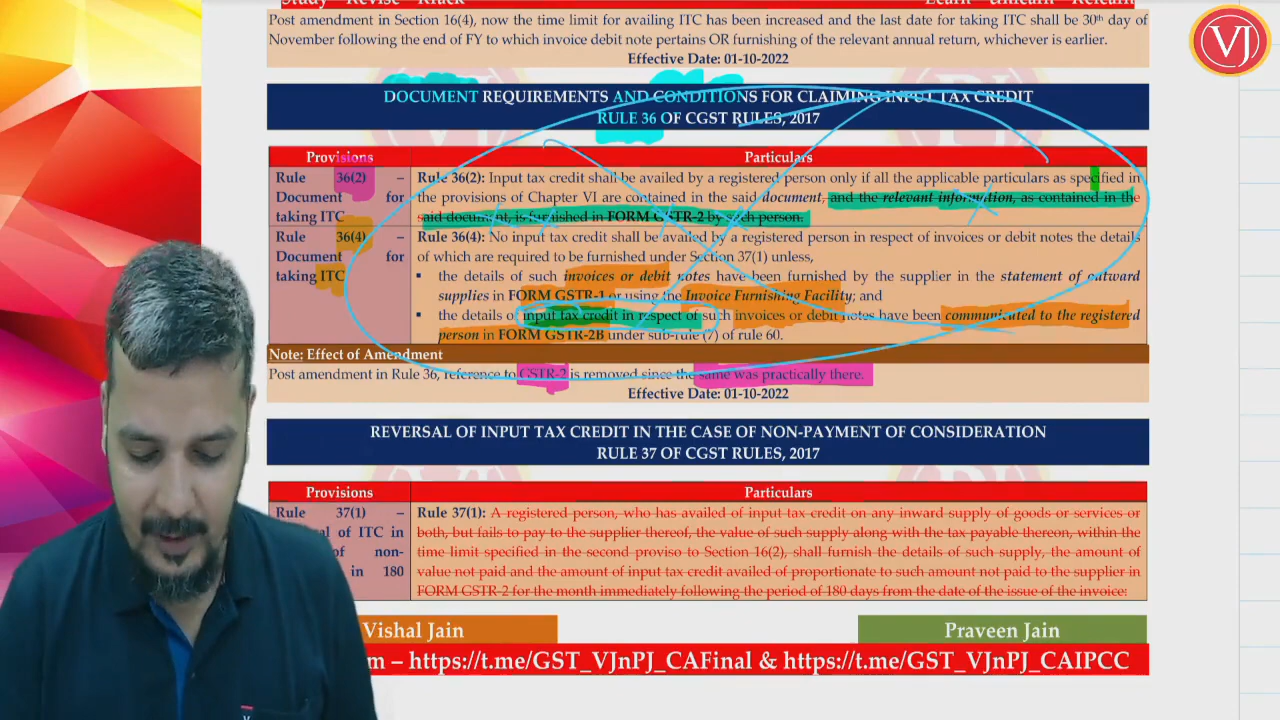 Study - Revise - Krack Learn - Unlearn - Relearn
Post amendment in Section 16(4), now the time limit for availing ITC has been increased and the last date for taking ITC shall be 30th day of
November following the end of FY to which invoice debit note pertains OR furnishing of the relevant annual return, whichever is earlier.
Effective Date: 01-10-2022
VJ
DOCUMENT REQUIREMENTS AND CONDITIONS FOR CLAIMING INPUT TAX CREDIT
RULE 36 OF CGST RULES, 2017
Provisions Particulars
Rule 36(2) –
Document for
taking ITC
Rule 36(2): Input tax credit shall be availed by a registered person only if all the applicable particulars as specified in
the provisions of Chapter VI are contained in the said document, and the relevant information, as contained in the
said document, is furnished in FORM GSTR-2 by such person.
Rule 36(4) –
Document for
taking ITC
Rule 36(4): No input tax credit shall be availed by a registered person in respect of invoices or debit notes the details
of which are required to be furnished under Section 37(1) unless,
▪ the details of such invoices or debit notes have been furnished by the supplier in the statement of outward
supplies in FORM GSTR-1 or using the Invoice Furnishing Facility; and
▪ the details of input tax credit in respect of such invoices or debit notes have been communicated to the registered
person in FORM GSTR-2B under sub-rule (7) of rule 60.
Note: Effect of Amendment
Post amendment in Rule 36, reference to GSTR-2 is removed since the same was practically there.
Effective Date: 01-10-2022
REVERSAL OF INPUT TAX CREDIT IN THE CASE OF NON-PAYMENT OF CONSIDERATION
RULE 37 OF CGST RULES, 2017
Provisions Particulars
Rule 37(1) –
l of ITC in
of non-
in 180
Rule 37(1): A registered person, who has availed of input tax credit on any inward supply of goods or services or
both, but fails to pay to the supplier thereof, the value of such supply along with the tax payable thereon, within the
time limit specified in the second proviso to Section 16(2), shall furnish the details of such supply, the amount of
value not paid and the amount of input tax credit availed of proportionate to such amount not paid to the supplier in
FORM GSTR-2 for the month immediately following the period of 180 days from the date of the issue of the invoice:
Vishal Jain Praveen Jain
m – https://t.me/GST_VJnPJ_CAFinal & https://t.me/GST_VJnPJ_CAIPCC